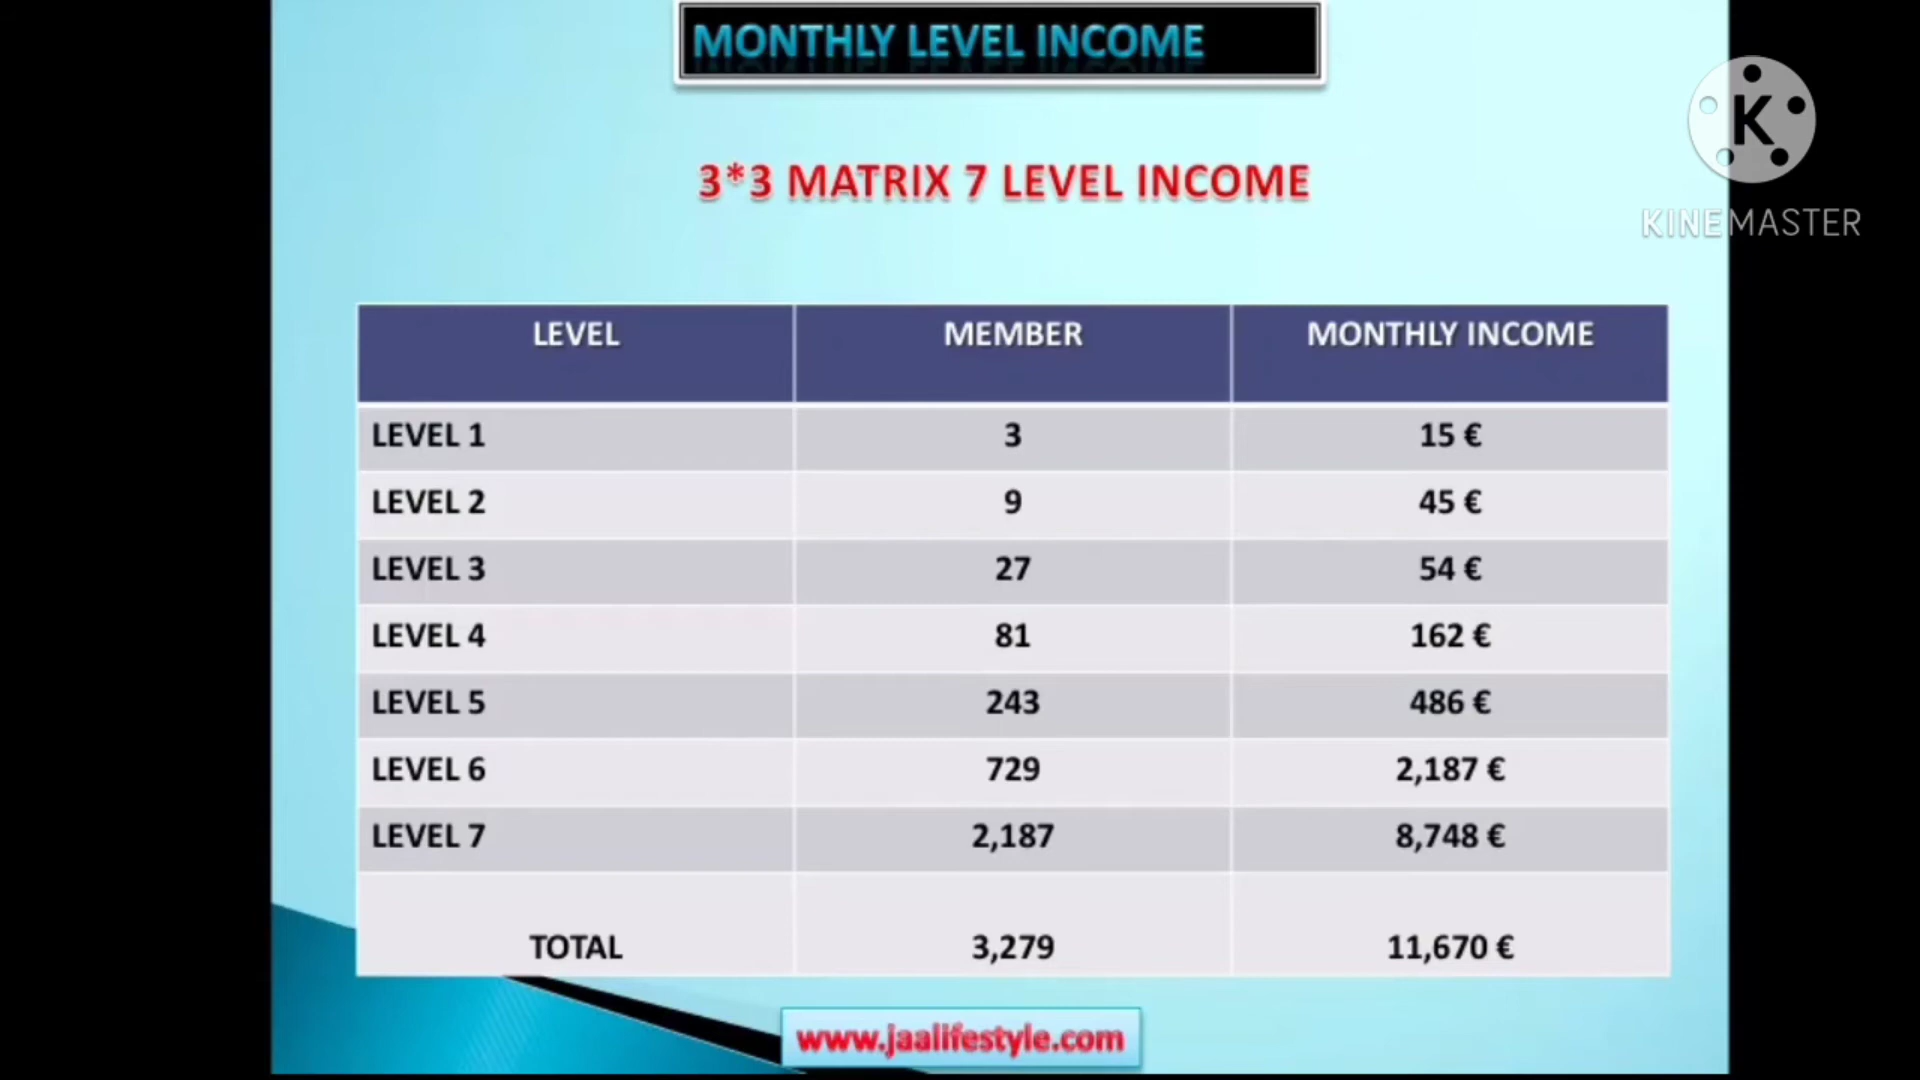 MONTHLY LEVEL INCOME
K
KINEMASTER
3*3 MATRIX 7 LEVEL INCOME
LEVEL MEMBER MONTHLY INCOME
LEVEL 1 3 15 €
LEVEL 2 9 45 €
LEVEL 3 27 54 €
LEVEL 4 81 162 €
LEVEL 5 243 486 €
LEVEL 6 729 2,187 €
LEVEL 7 2,187 8,748 €
TOTAL 3,279 11,670 €
www.jaalifestyle.com